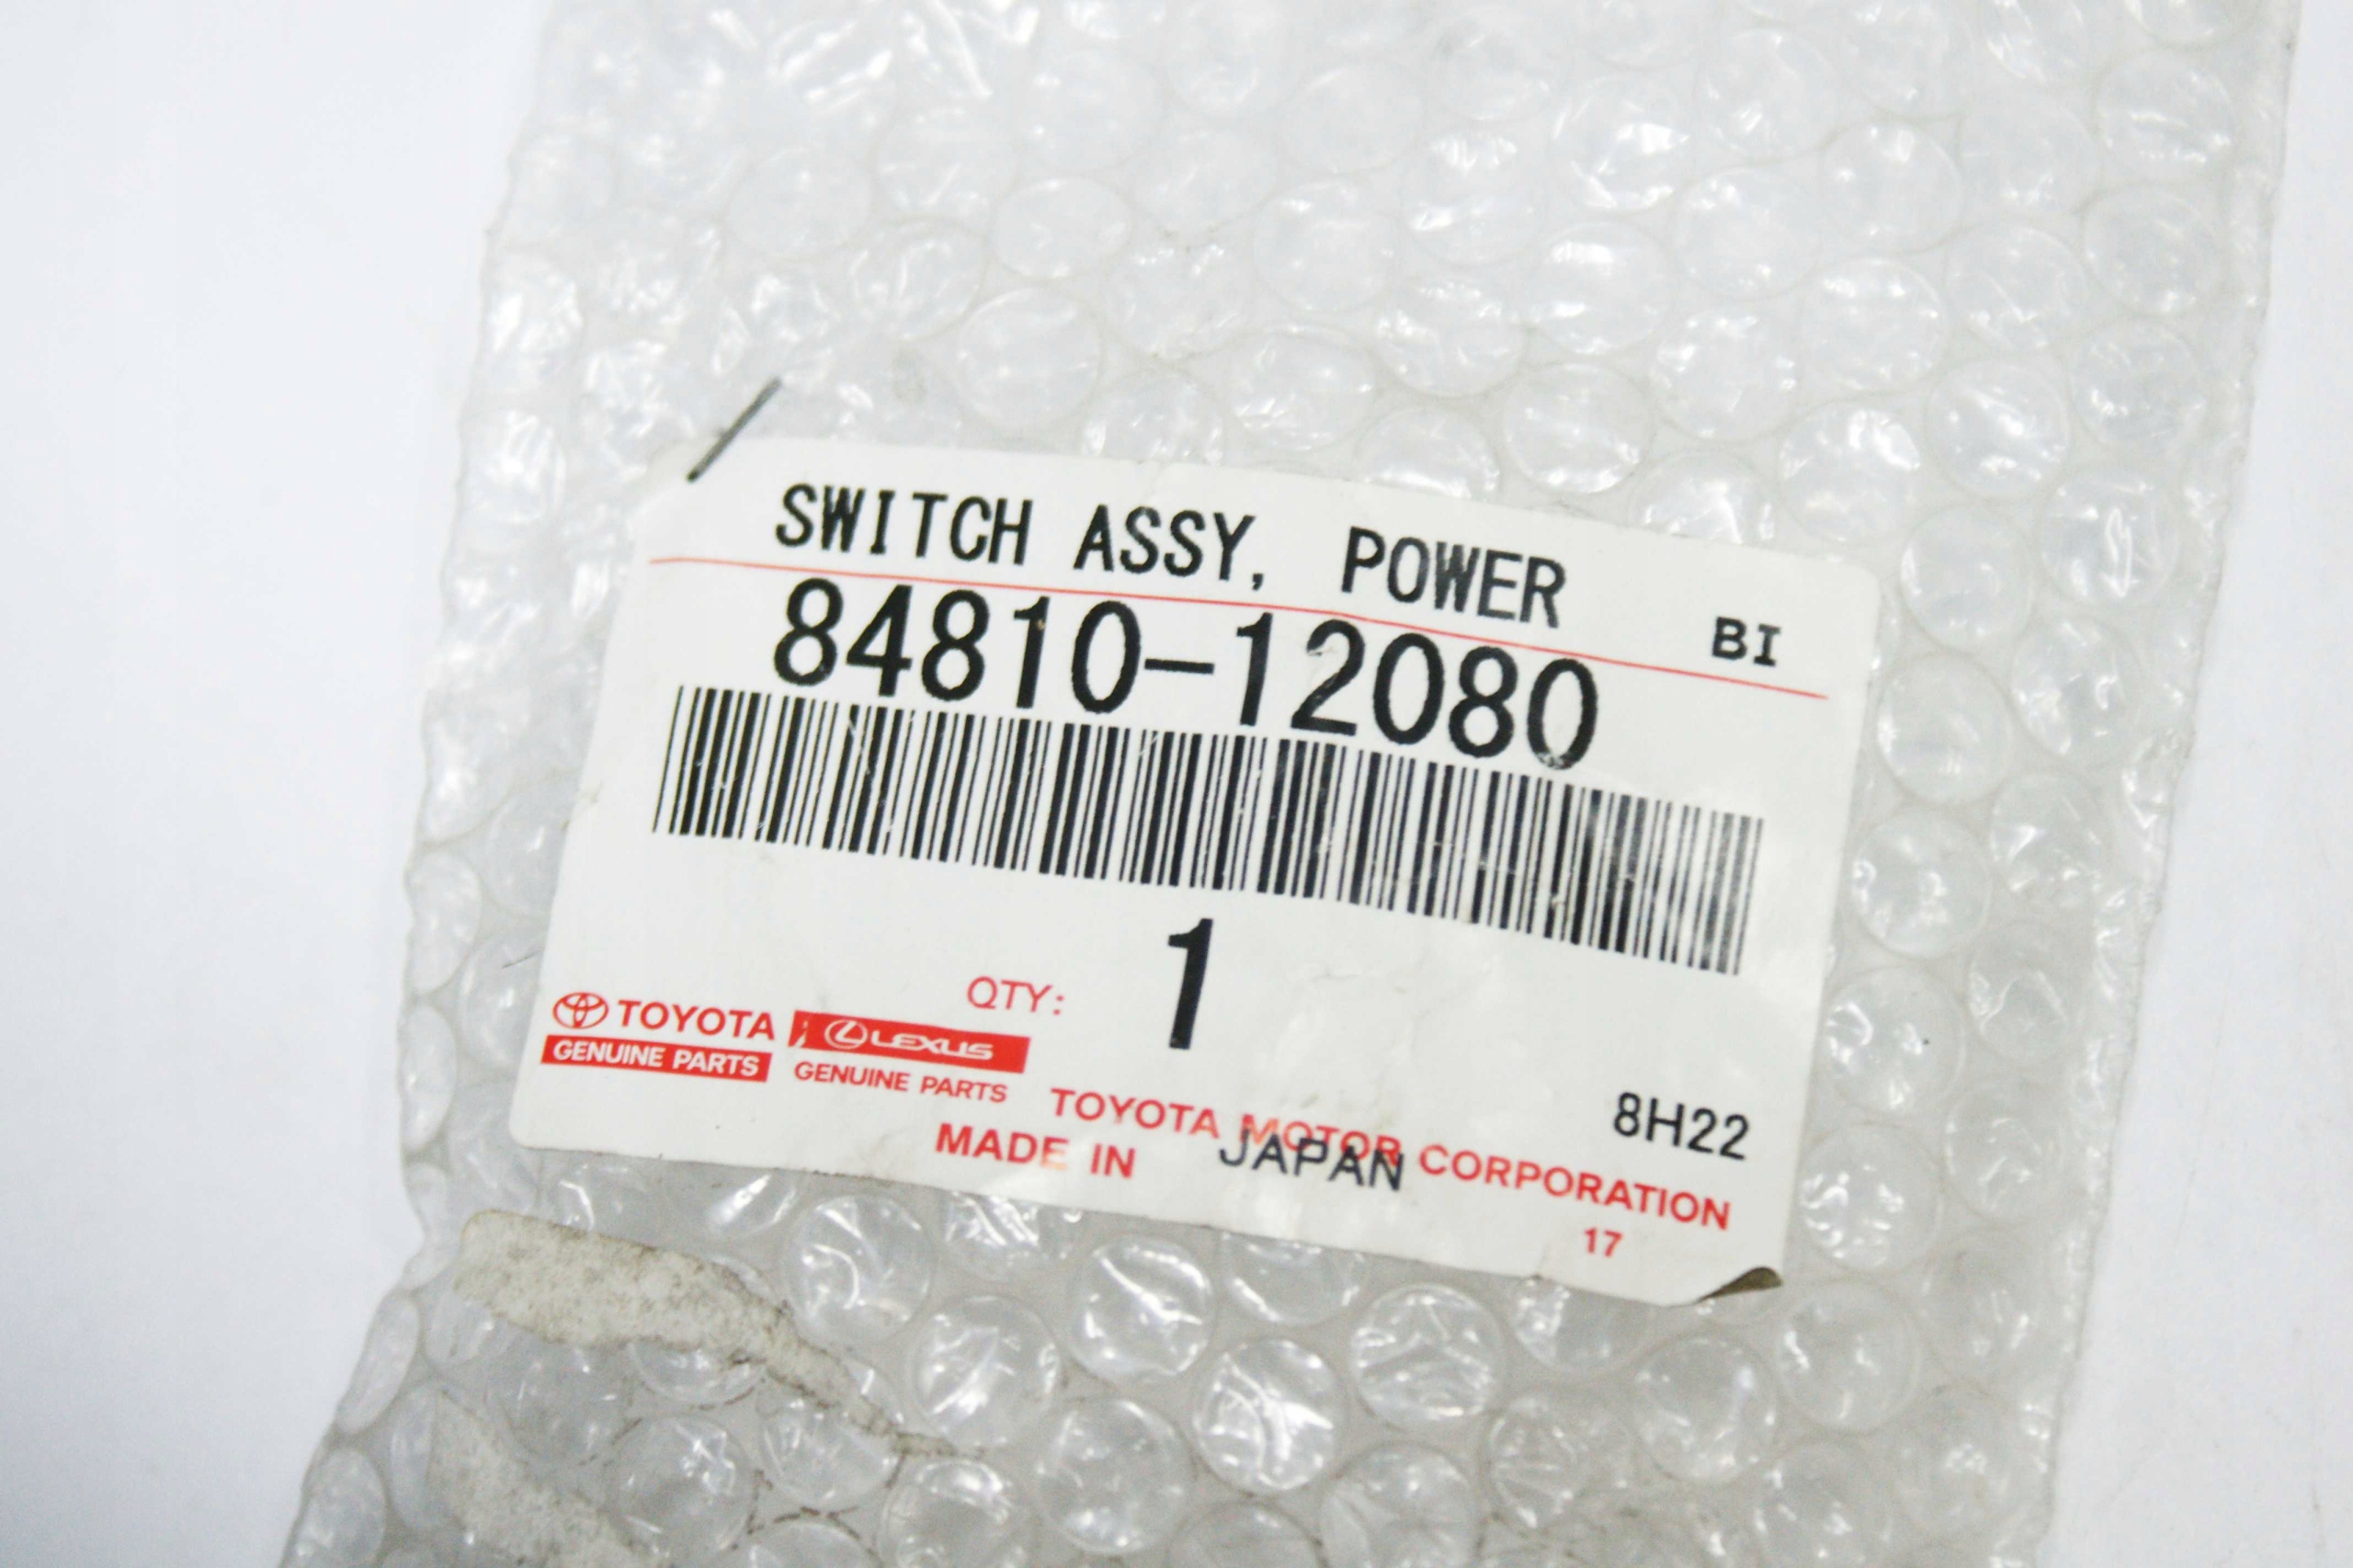 SWITCH ASSY, POWER
BI
84810-12080
QTY: 1
TOYOTA
GENUINE PARTS
LEXUS
GENUINE PARTS
8H22
TOYOTA MOTOR CORPORATION
MADE IN JAPAN
17